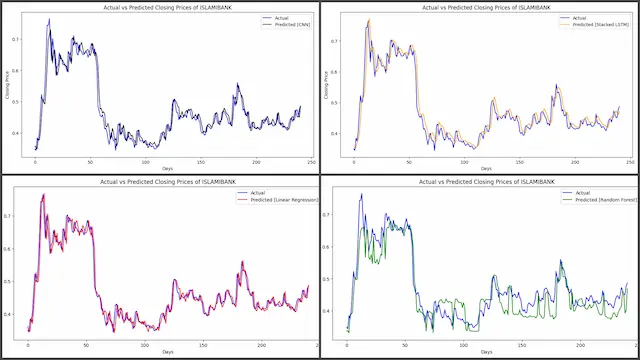 Actual vs Predicted Closing Prices of ISLAMIBANK
Actual
Predicted [CNN]
Closing Price
0.7
0.6
0.5
0.4
0
50
100
150
200
250
Days
Actual vs Predicted Closing Prices of ISLAMIBANK
Actual
Predicted [Stacked LSTM]
Closing Price
0.7
0.6
0.5
0.4
0
50
100
150
200
250
Days
Actual vs Predicted Closing Prices of ISLAMIBANK
Actual
Predicted [Linear Regression]
0.7
0.6
0.5
0.4
0
50
100
150
200
Days
Actual vs Predicted Closing Prices of ISLAMIBANK
Actual
Predicted [Random Forest]
0.7
0.6
0.5
0.4
0
50
100
150
200
Days